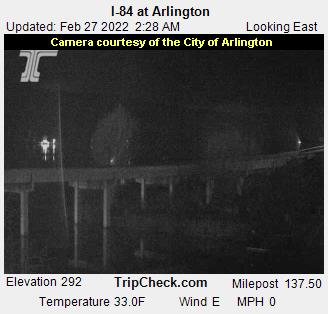 I-84 at Arlington
Updated: Feb 27 2022 2:28 AM Looking East
Camera courtesy of the City of Arlington
Elevation 292 TripCheck.com Milepost 137.50
Temperature 33.0F Wind E MPH 0